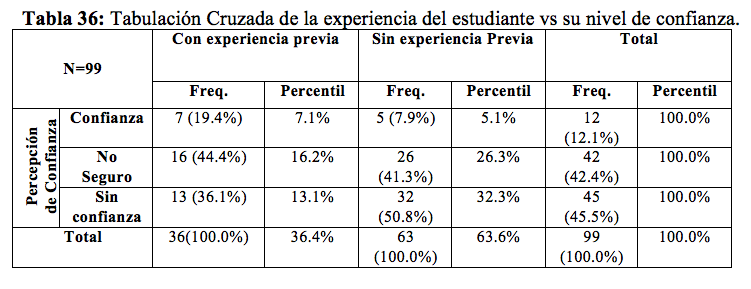 Tabla 36: Tabulación Cruzada de la experiencia del estudiante vs su nivel de confianza.
N=99 Con experiencia previa Sin experiencia Previa Total
Freq. Percentil Freq. Percentil Freq. Percentil
Percepción de Confianza
Confianza 7 (19.4%) 7.1% 5 (7.9%) 5.1% 12 (12.1%) 100.0%
No Seguro 16 (44.4%) 16.2% 26 (41.3%) 26.3% 42 (42.4%) 100.0%
Sin confianza 13 (36.1%) 13.1% 32 (50.8%) 32.3% 45 (45.5%) 100.0%
Total 36(100.0%) 36.4% 63 (100.0%) 63.6% 99 (100.0%) 100.0%